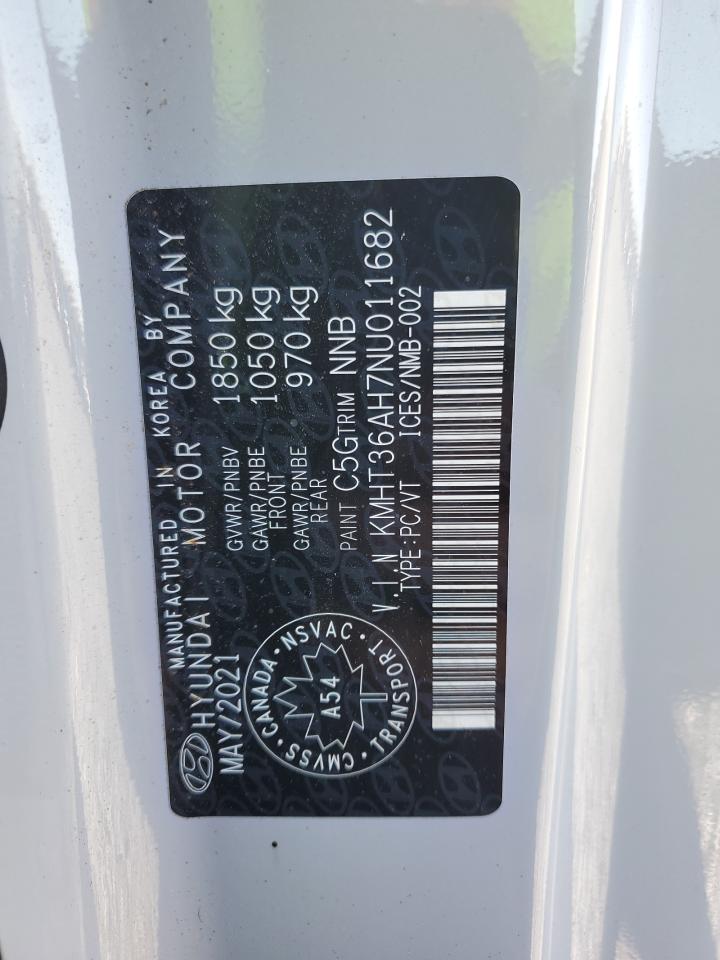 MANUFACTURED IN KOREA BY
HYUNDAI MOTOR COMPANY
MAY/2021
GVWR/PNBV 1850 kg
GAWR/PNBE FRONT 1050 kg
GAWR/PNBE REAR 970 kg
PAINT C5G TRIM NNB
CMVSS • CANADA • NSVAC • TRANSPORT •
A54
V.I.N KMHT36AH7NU011682
TYPE:PC/VT ICES/NMB-002